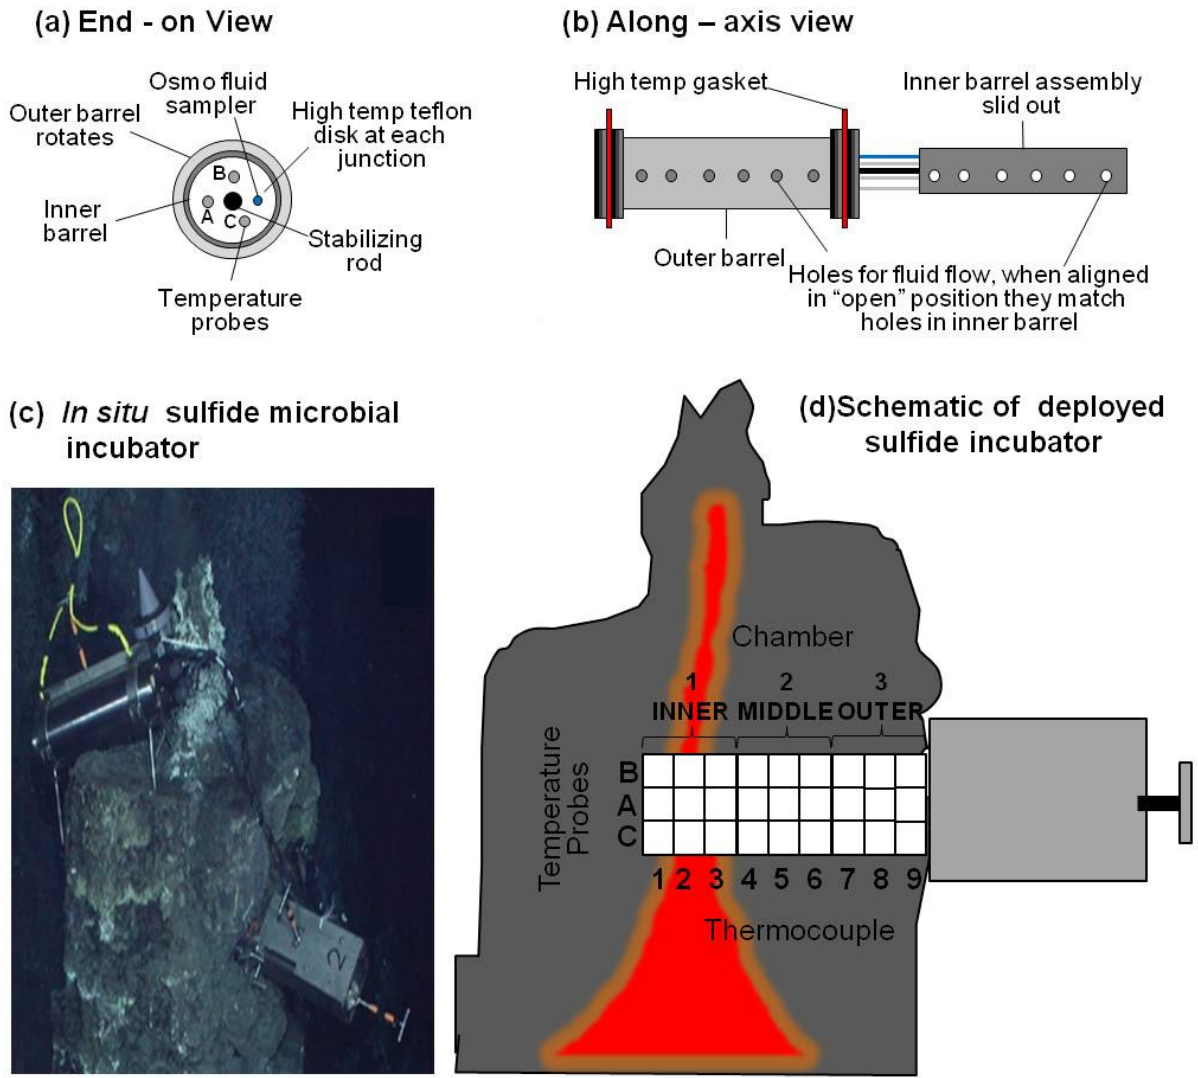 (a) End - on View
Osmo fluid
sampler
Outer barrel
rotates
High temp teflon
disk at each
junction
B
A
C
Inner
barrel
Stabilizing
rod
Temperature
probes
(b) Along – axis view
High temp gasket
Inner barrel assembly
slid out
Outer barrel
Holes for fluid flow, when aligned
in “open” position they match
holes in inner barrel
(c) In situ sulfide microbial
incubator
2
(d)Schematic of deployed
sulfide incubator
Chamber
1 2 3
INNER MIDDLE OUTER
Temperature
Probes
B
A
C
1 2 3 4 5 6 7 8 9
Thermocouple